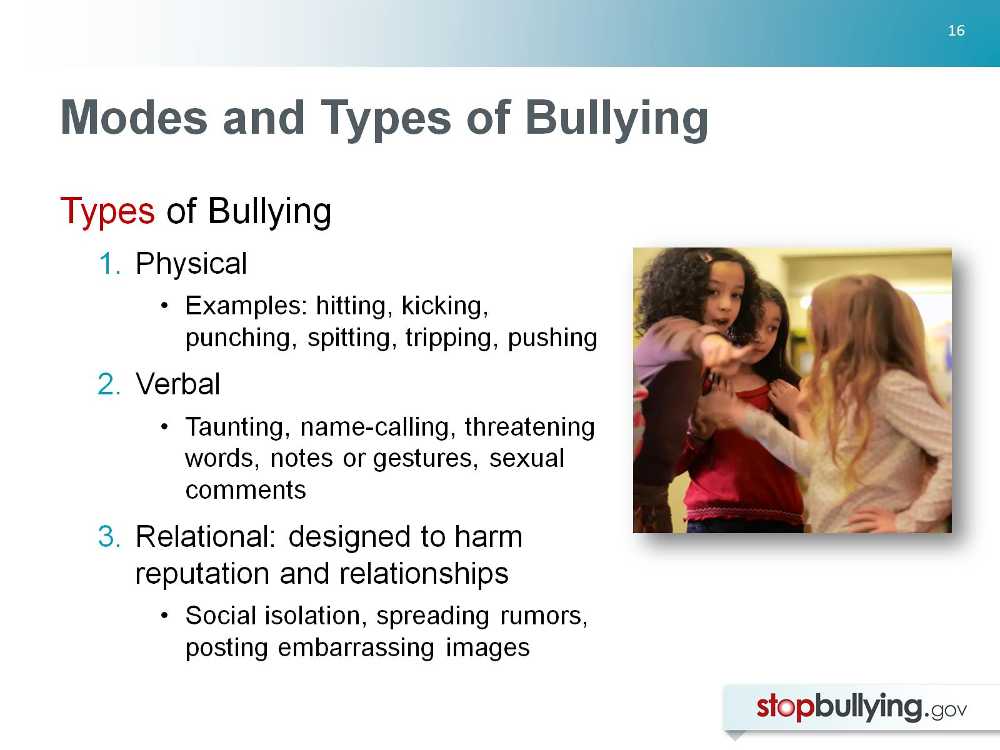 16
Modes and Types of Bullying
Types of Bullying
1. Physical
• Examples: hitting, kicking,
punching, spitting, tripping, pushing
2. Verbal
• Taunting, name-calling, threatening
words, notes or gestures, sexual
comments
3. Relational: designed to harm
reputation and relationships
• Social isolation, spreading rumors,
posting embarrassing images
stopbullying.gov